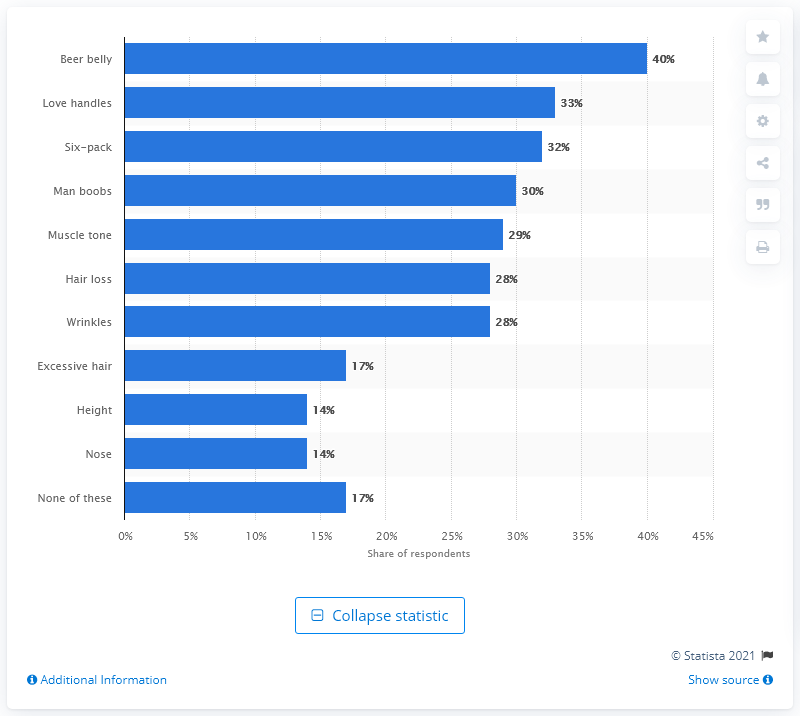 Beer belly 40%
Love handles 33%
Six-pack 32%
Man boobs 30%
Muscle tone 29%
Hair loss 28%
Wrinkles 28%
Excessive hair 17%
Height 14%
Nose 14%
None of these 17%
0% 5% 10% 15% 20% 25% 30% 35% 40% 45%
Share of respondents
Collapse statistic
© Statista 2021
Additional Information Show source